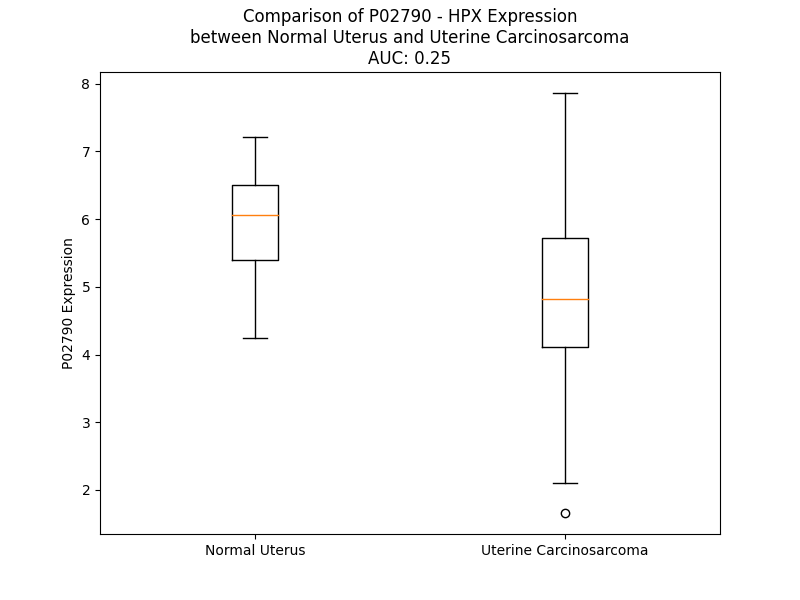 Comparison of P02790 - HPX Expression
between Normal Uterus and Uterine Carcinosarcoma
AUC: 0.25
8
7
6
5
4
3
2
P02790 Expression
Normal Uterus
Uterine Carcinosarcoma